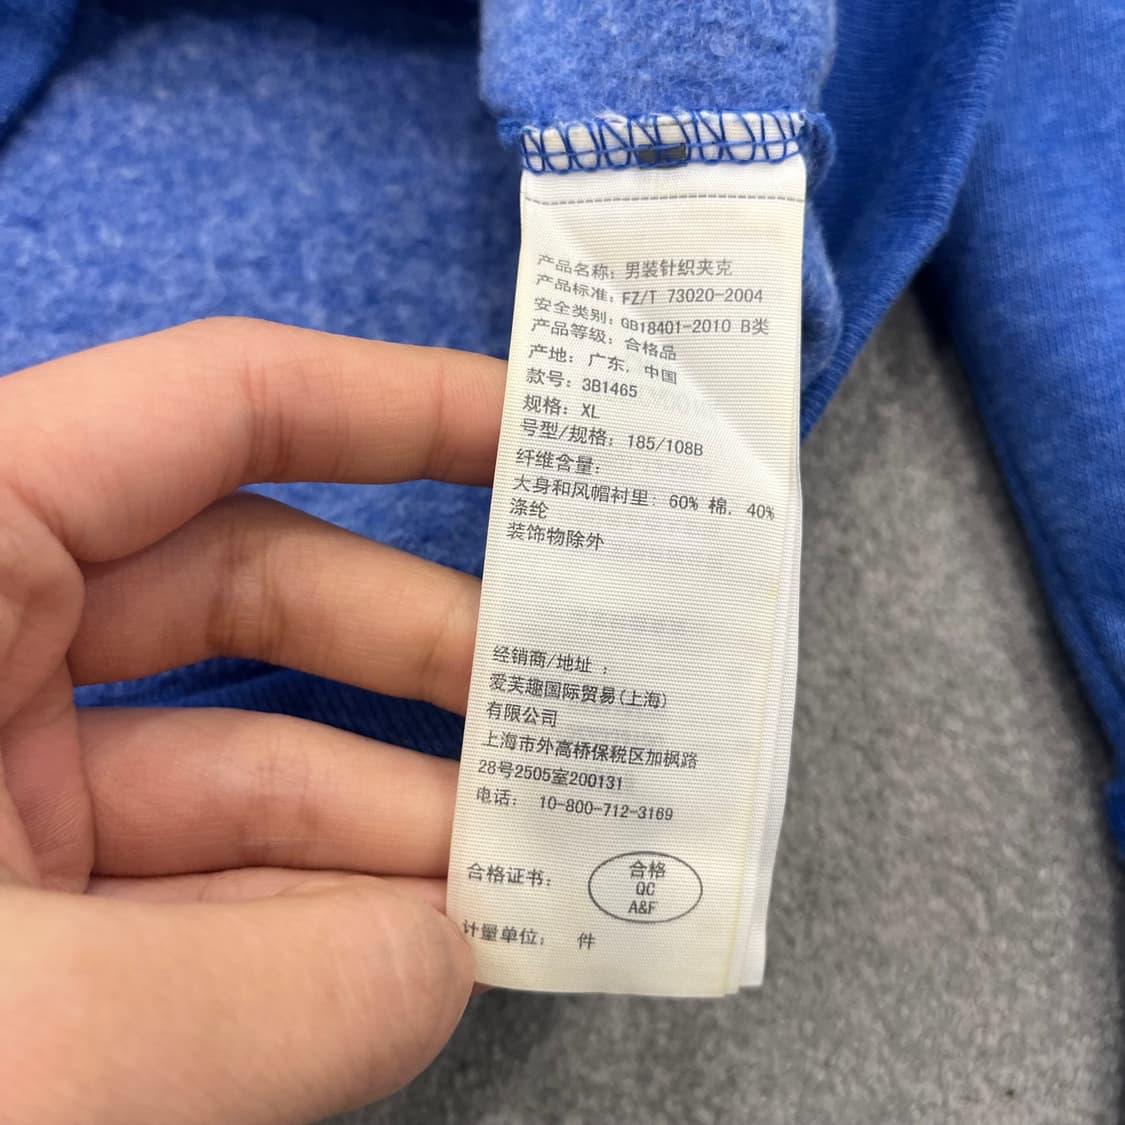 产品名称：男装针织夹克
产品标准：FZ/T 73020-2004
安全类别：GB18401-2010 B类
产品等级：合格品
产地：广东，中国
款号：3B1465
规格：XL
号型/规格：185/108B
纤维含量：
大身和风帽衬里：60% 棉，40%
涤纶
装饰物除外
经销商/地址 ：
爱芙趣国际贸易(上海)
有限公司
上海市外高桥保税区加枫路
28号2505室200131
电话： 10-800-712-3169
合格证书：
合格
QC
A&F
计量单位： 件